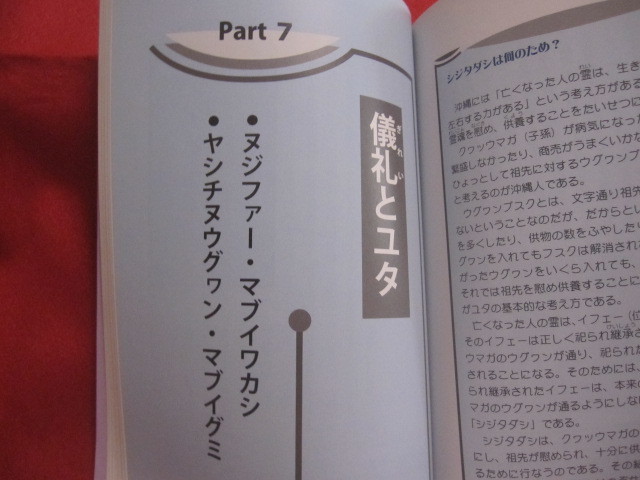 Part 7
儀礼とユタ
ぎれい
●ヌジファー・マブイワカシ
●ヤシチヌウグヮン・マブイグミ
シジタダシは何のため？
沖縄には「亡くなった人の霊は、生き
左右する力がある」という考え方がある
霊魂を慰め、供養することをたいせつに
クヮッウマガ（子孫）が病気になった
繁盛しなかったり、商売がうまくいかな
ひょっとして祖先に対するウグヮンブ
と考えるのが沖縄人である。
ウグヮンブスクとは、文字通り祖先
ないということなのだが、だからとい
を多くしたり、供物の数をふやしたり
グヮンを入れてもフスクは解消され
がったウグヮンをいくら入れても、
それでは祖先を慰め供養することに
がユタの基本的な考え方である。
亡くなった人の霊は、イフェー（位
そのイフェーは正しく祀られ継承さ
ウマガのウグヮンが通り、祀られた
されることになる。そのためには、
られ継承されたイフェーは、本来の
マガのウグヮンが通るようにしな
「シジタダシ」である。
シジタダシは、クヮッウマガの
にし、祖先が慰められ、十分に供
るために行なうのである。その